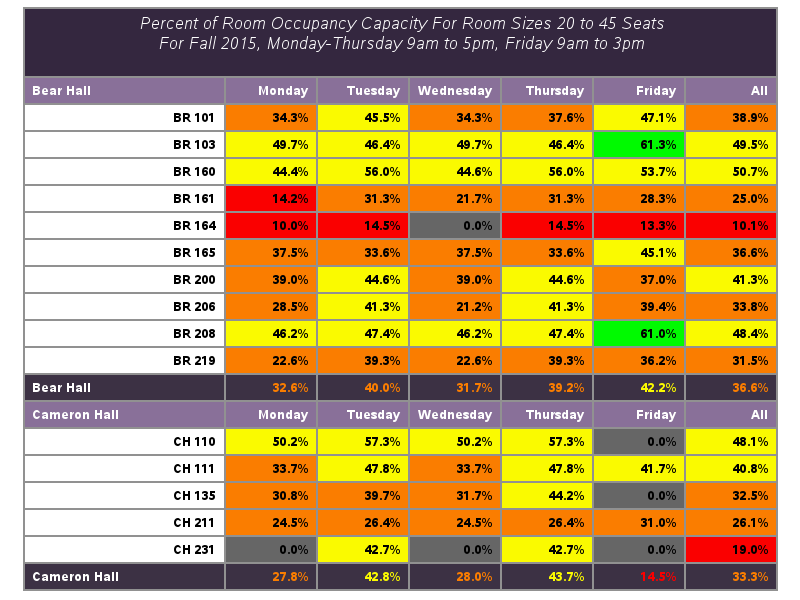 Percent of Room Occupancy Capacity For Room Sizes 20 to 45 Seats
For Fall 2015, Monday-Thursday 9am to 5pm, Friday 9am to 3pm
Bear Hall Monday Tuesday Wednesday Thursday Friday All
BR 101 34.3% 45.5% 34.3% 37.6% 47.1% 38.9%
BR 103 49.7% 46.4% 49.7% 46.4% 61.3% 49.5%
BR 160 44.4% 56.0% 44.6% 56.0% 53.7% 50.7%
BR 161 14.2% 31.3% 21.7% 31.3% 28.3% 25.0%
BR 164 10.0% 14.5% 0.0% 14.5% 13.3% 10.1%
BR 165 37.5% 33.6% 37.5% 33.6% 45.1% 36.6%
BR 200 39.0% 44.6% 39.0% 44.6% 37.0% 41.3%
BR 206 28.5% 41.3% 21.2% 41.3% 39.4% 33.8%
BR 208 46.2% 47.4% 46.2% 47.4% 61.0% 48.4%
BR 219 22.6% 39.3% 22.6% 39.3% 36.2% 31.5%
Bear Hall 32.6% 40.0% 31.7% 39.2% 42.2% 36.6%
Cameron Hall Monday Tuesday Wednesday Thursday Friday All
CH 110 50.2% 57.3% 50.2% 57.3% 0.0% 48.1%
CH 111 33.7% 47.8% 33.7% 47.8% 41.7% 40.8%
CH 135 30.8% 39.7% 31.7% 44.2% 0.0% 32.5%
CH 211 24.5% 26.4% 24.5% 26.4% 31.0% 26.1%
CH 231 0.0% 42.7% 0.0% 42.7% 0.0% 19.0%
Cameron Hall 27.8% 42.8% 28.0% 43.7% 14.5% 33.3%